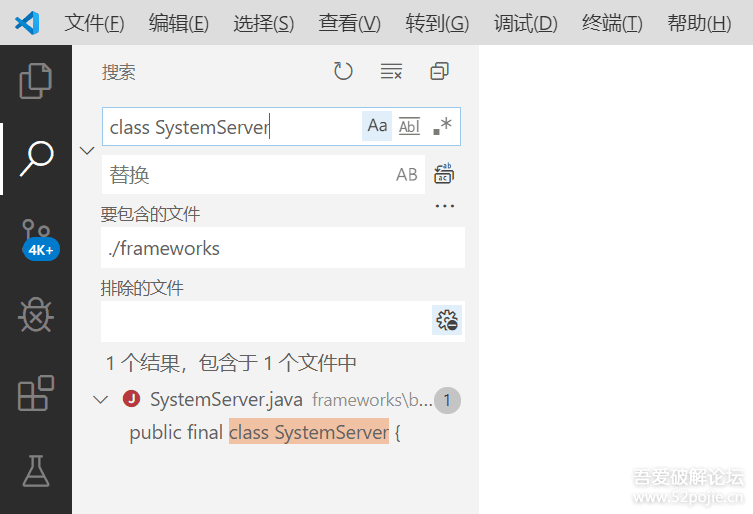 文件(F) 编辑(E) 选择(S) 查看(V) 转到(G) 调试(D) 终端(T) 帮助(H)
搜索
class SystemServer Aa Abl .*
替换 AB
...
要包含的文件
./frameworks
4K+
排除的文件
1 个结果，包含于 1 个文件中
J SystemServer.java frameworks\b... 1
public final class SystemServer {
吾爱破解论坛
www.52pojie.cn